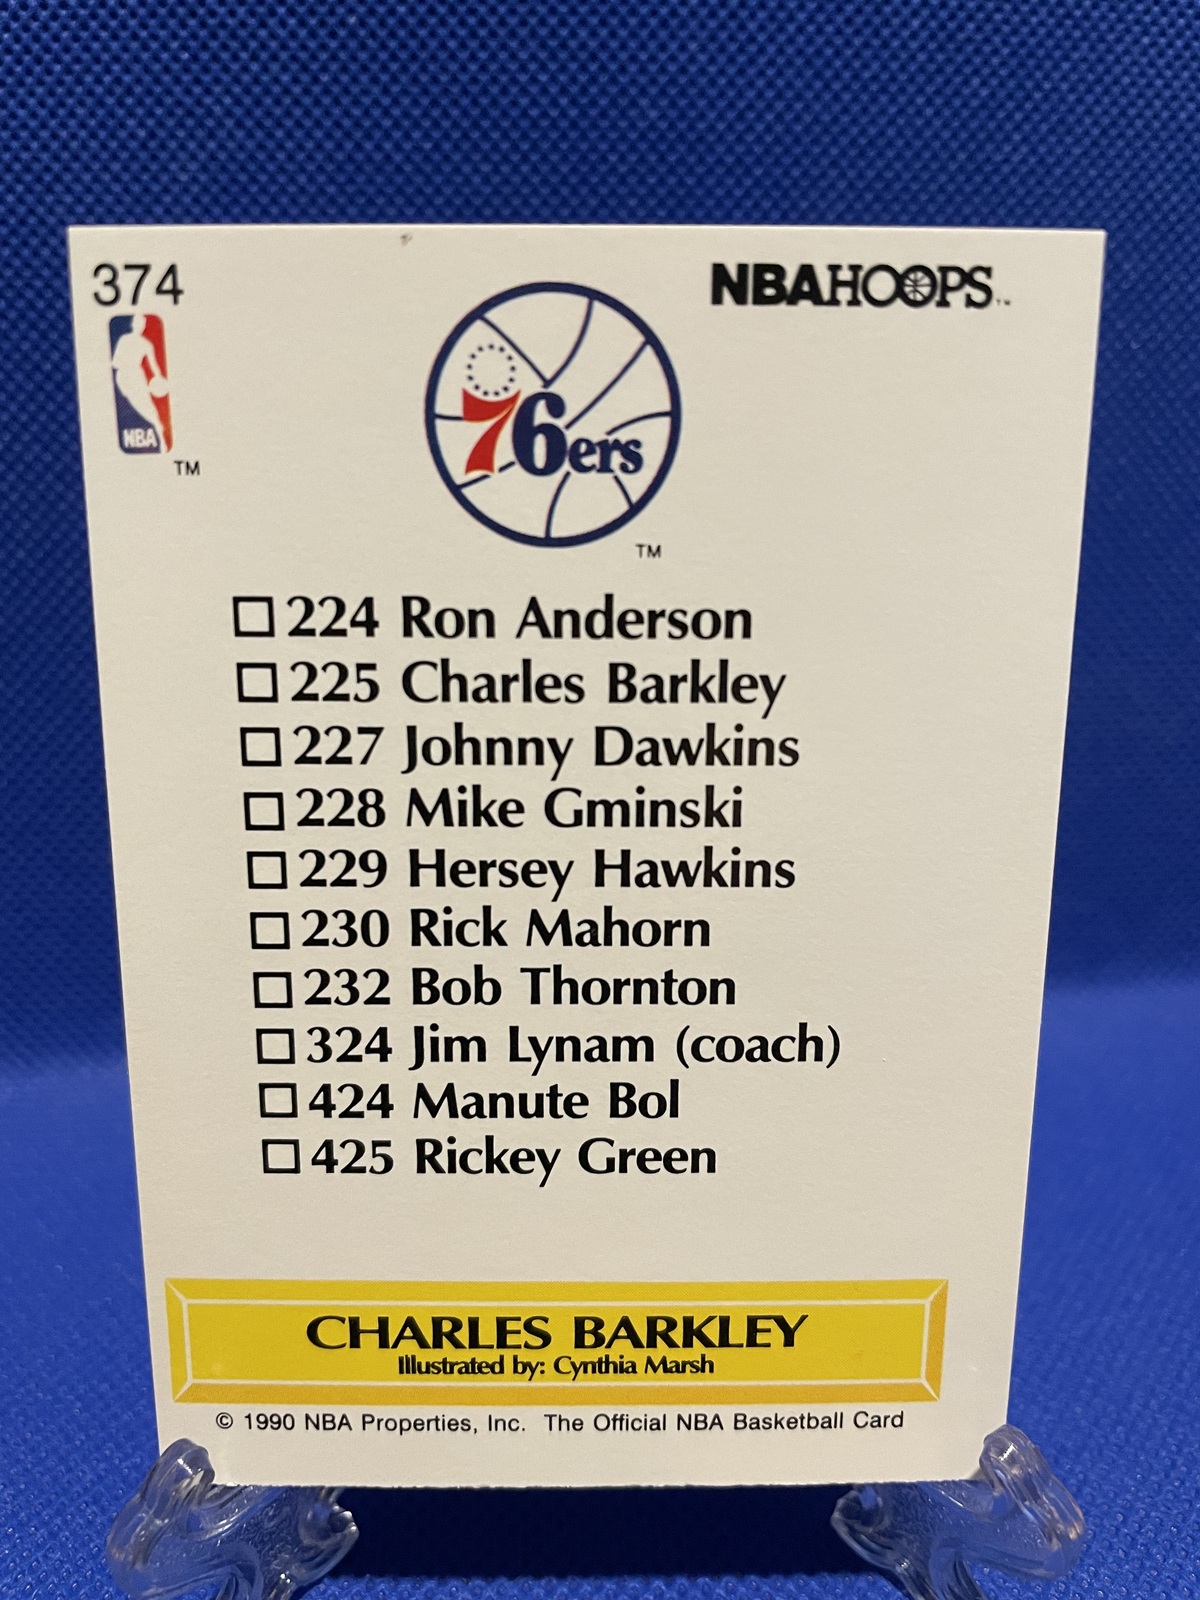 374
NBAHOOPS™
NBA
TM
76ers
TM
224 Ron Anderson
225 Charles Barkley
227 Johnny Dawkins
228 Mike Gminski
229 Hersey Hawkins
230 Rick Mahorn
232 Bob Thornton
324 Jim Lynam (coach)
424 Manute Bol
425 Rickey Green
CHARLES BARKLEY
Illustrated by: Cynthia Marsh
© 1990 NBA Properties, Inc. The Official NBA Basketball Card